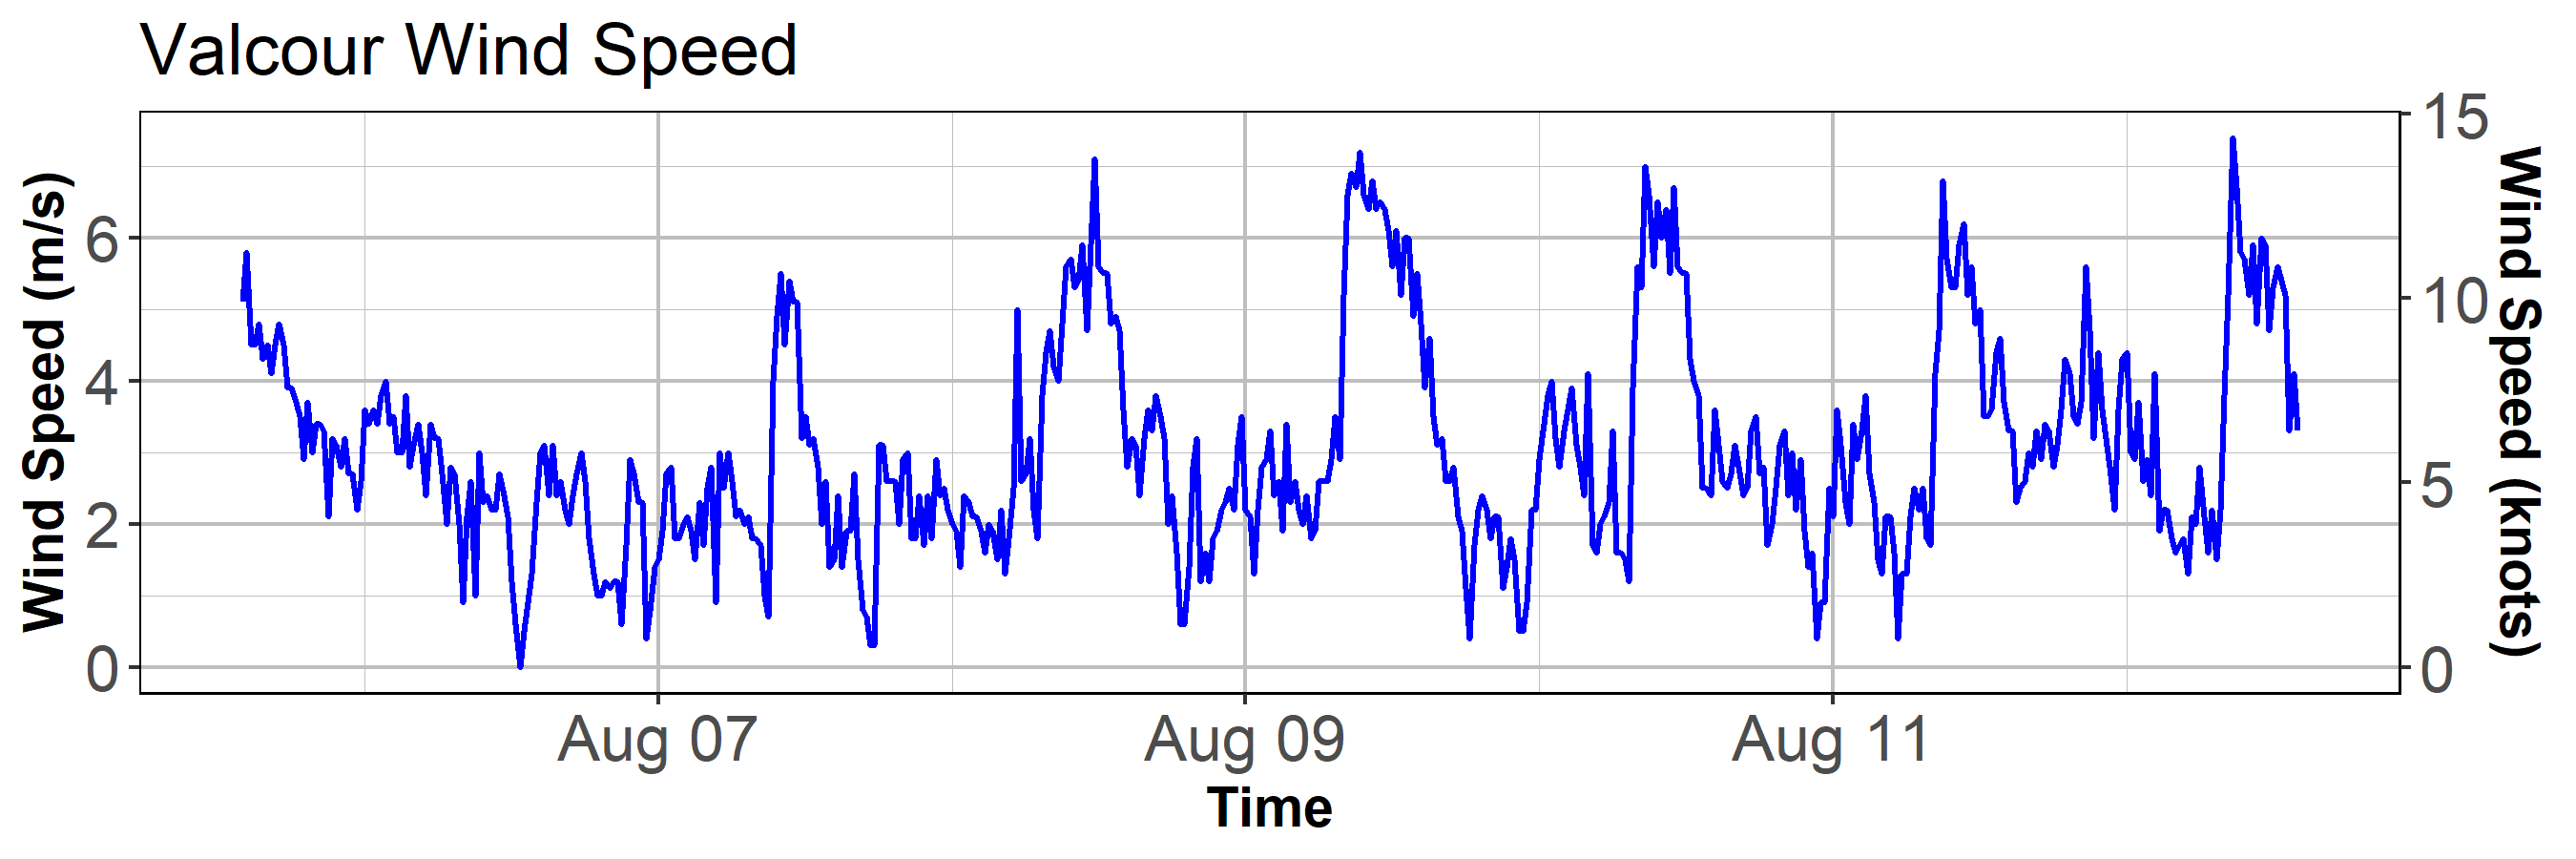 Valcour Wind Speed
Wind Speed (m/s)
6
4
2
0
15
10
5
0
Wind Speed (knots)
Aug 07
Aug 09
Aug 11
Time